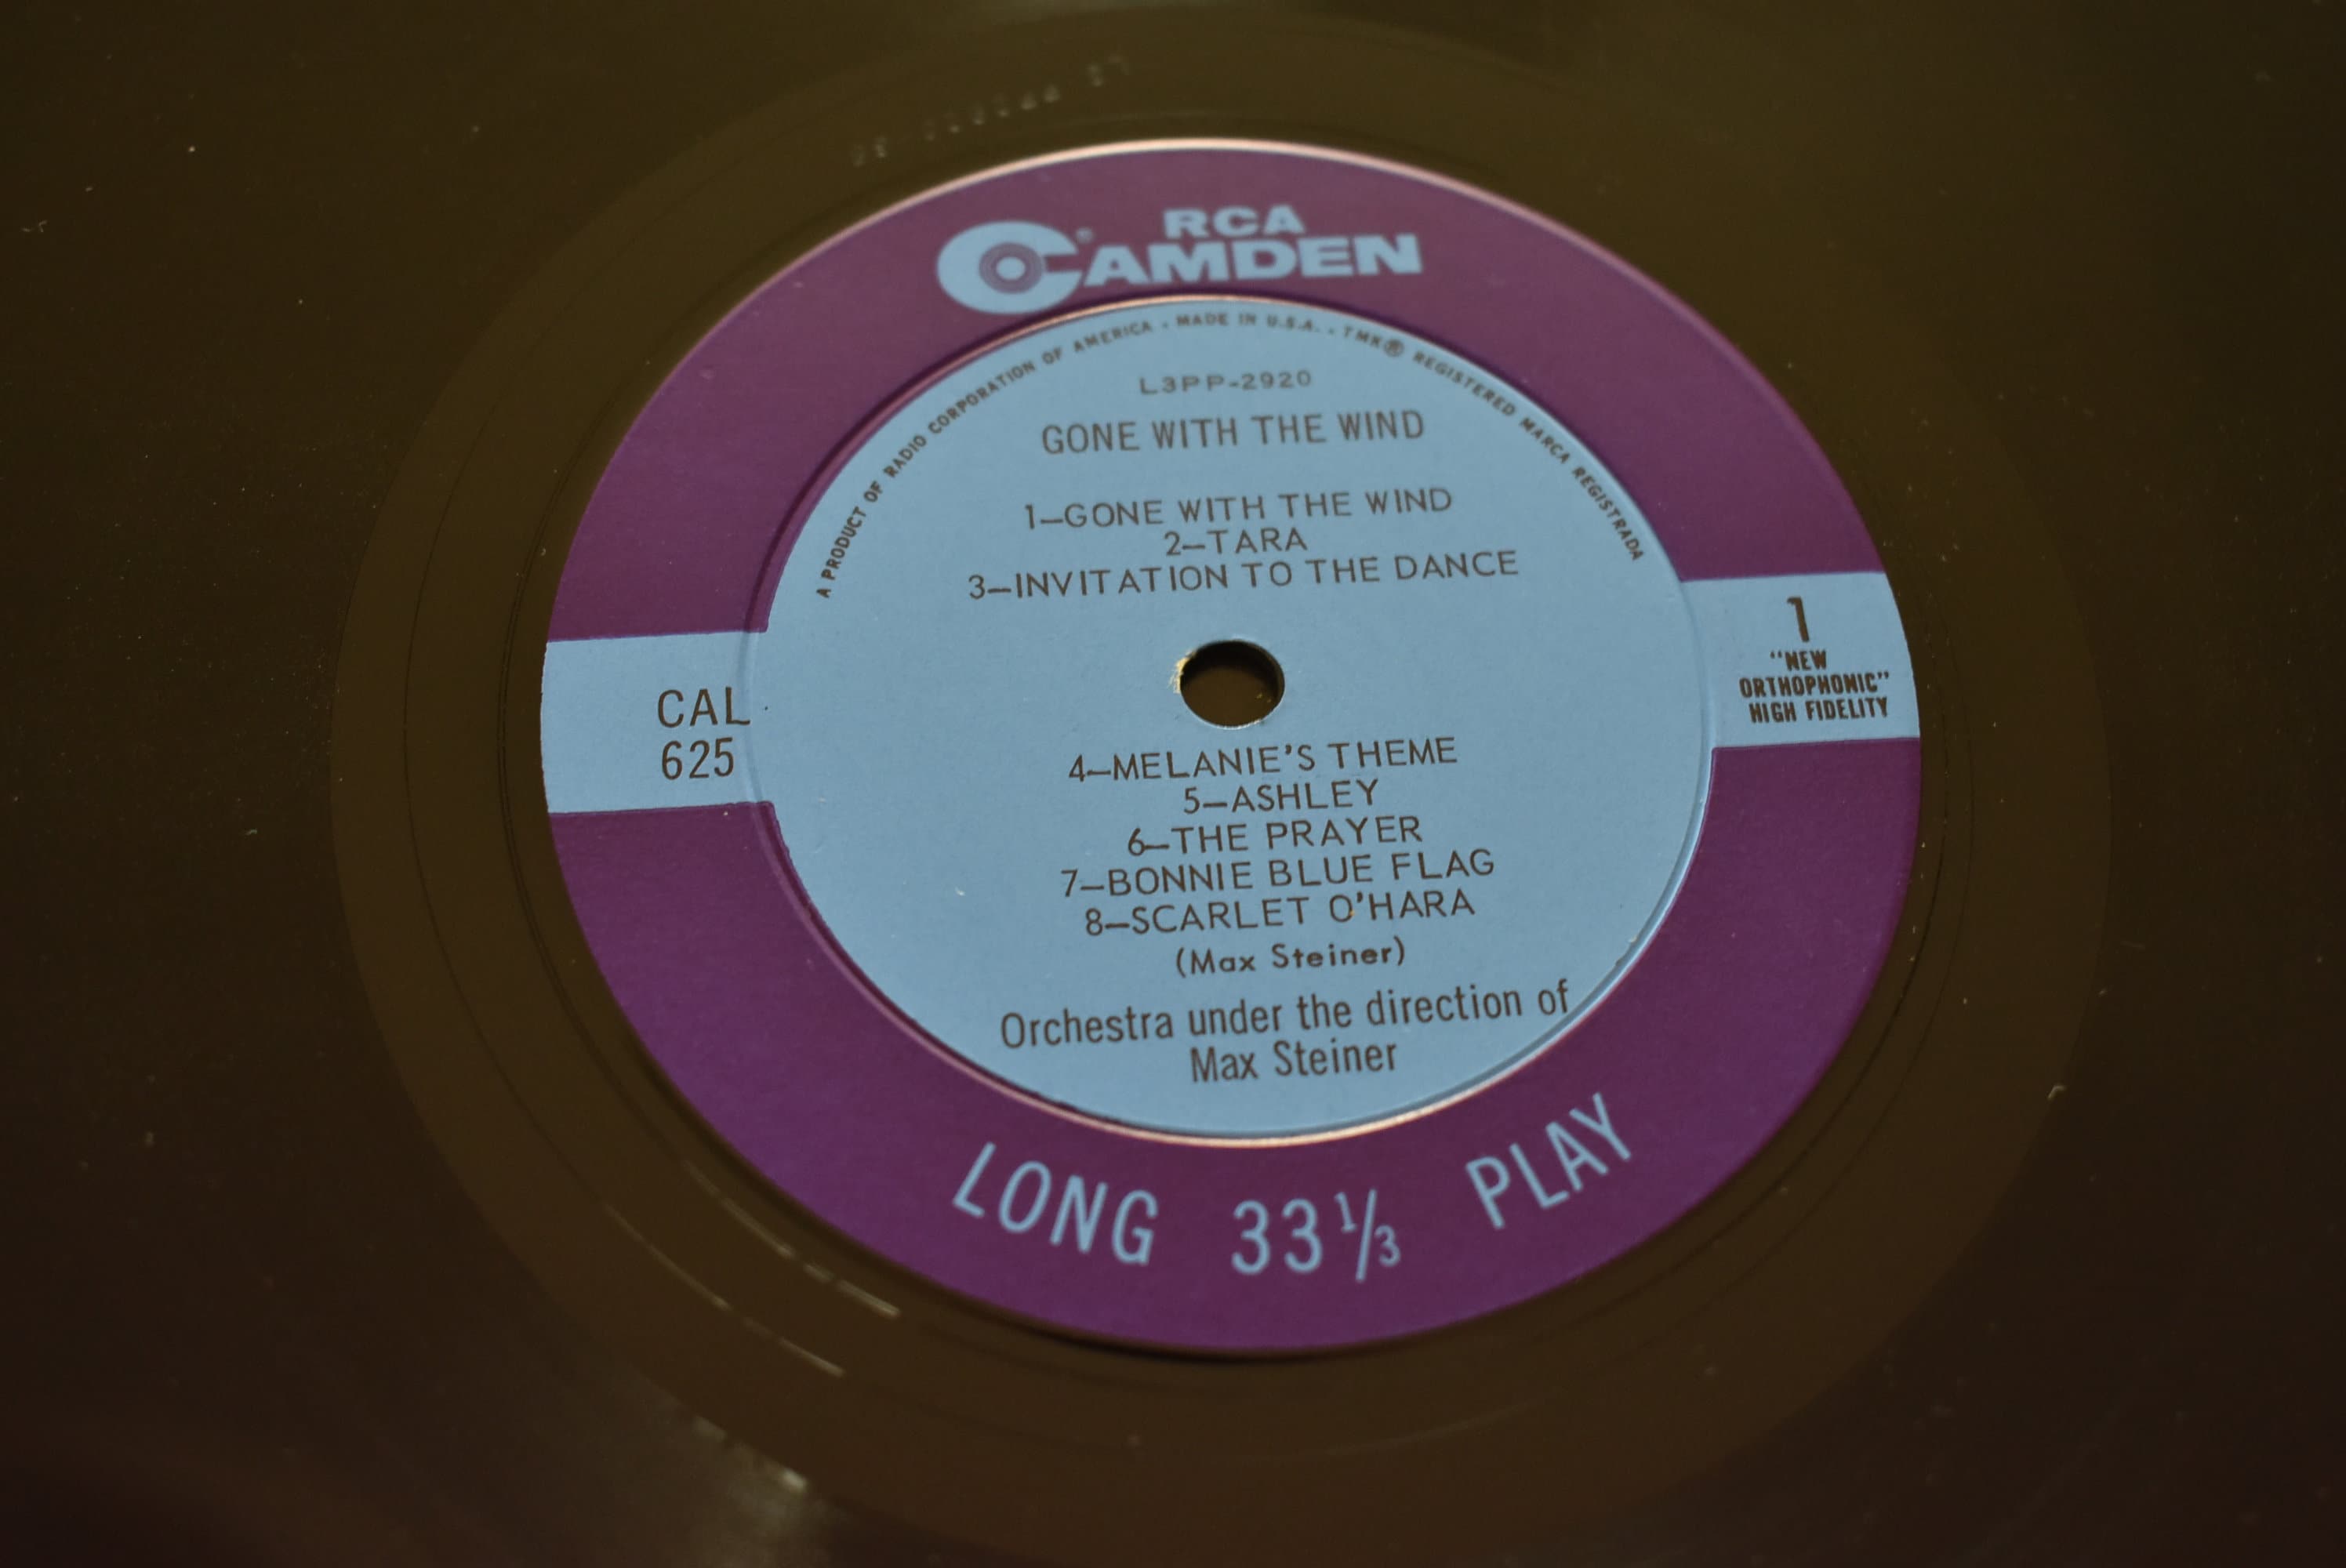 RCA
CAMDEN®
A PRODUCT OF RADIO CORPORATION OF AMERICA • MADE IN U.S.A. • TMK® REGISTERED MARCA REGISTRADA
L3PP-2920
GONE WITH THE WIND
1—GONE WITH THE WIND
2—TARA
3—INVITATION TO THE DANCE
CAL
625
1
"NEW
ORTHOPHONIC"
HIGH FIDELITY
4—MELANIE'S THEME
5—ASHLEY
6—THE PRAYER
7—BONNIE BLUE FLAG
8—SCARLET O'HARA
(Max Steiner)
Orchestra under the direction of
Max Steiner
LONG 33⅓ PLAY